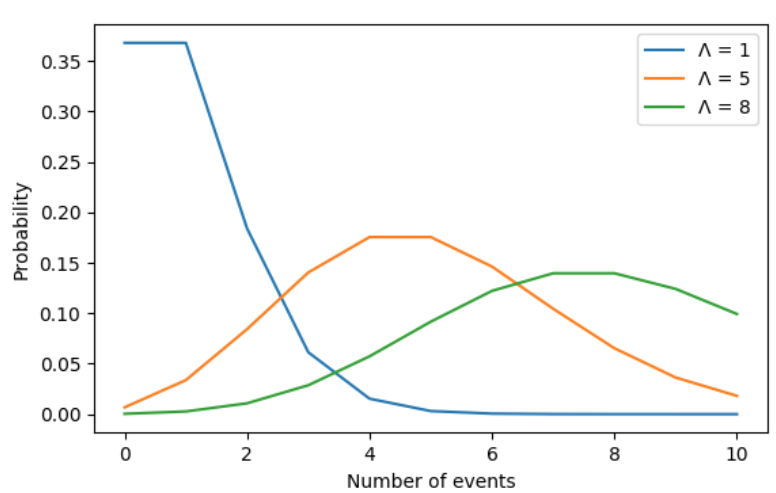 Λ = 1
Λ = 5
Λ = 8
0.35
0.30
0.25
0.20
0.15
0.10
0.05
0.00
Probability
0 2 4 6 8 10
Number of events